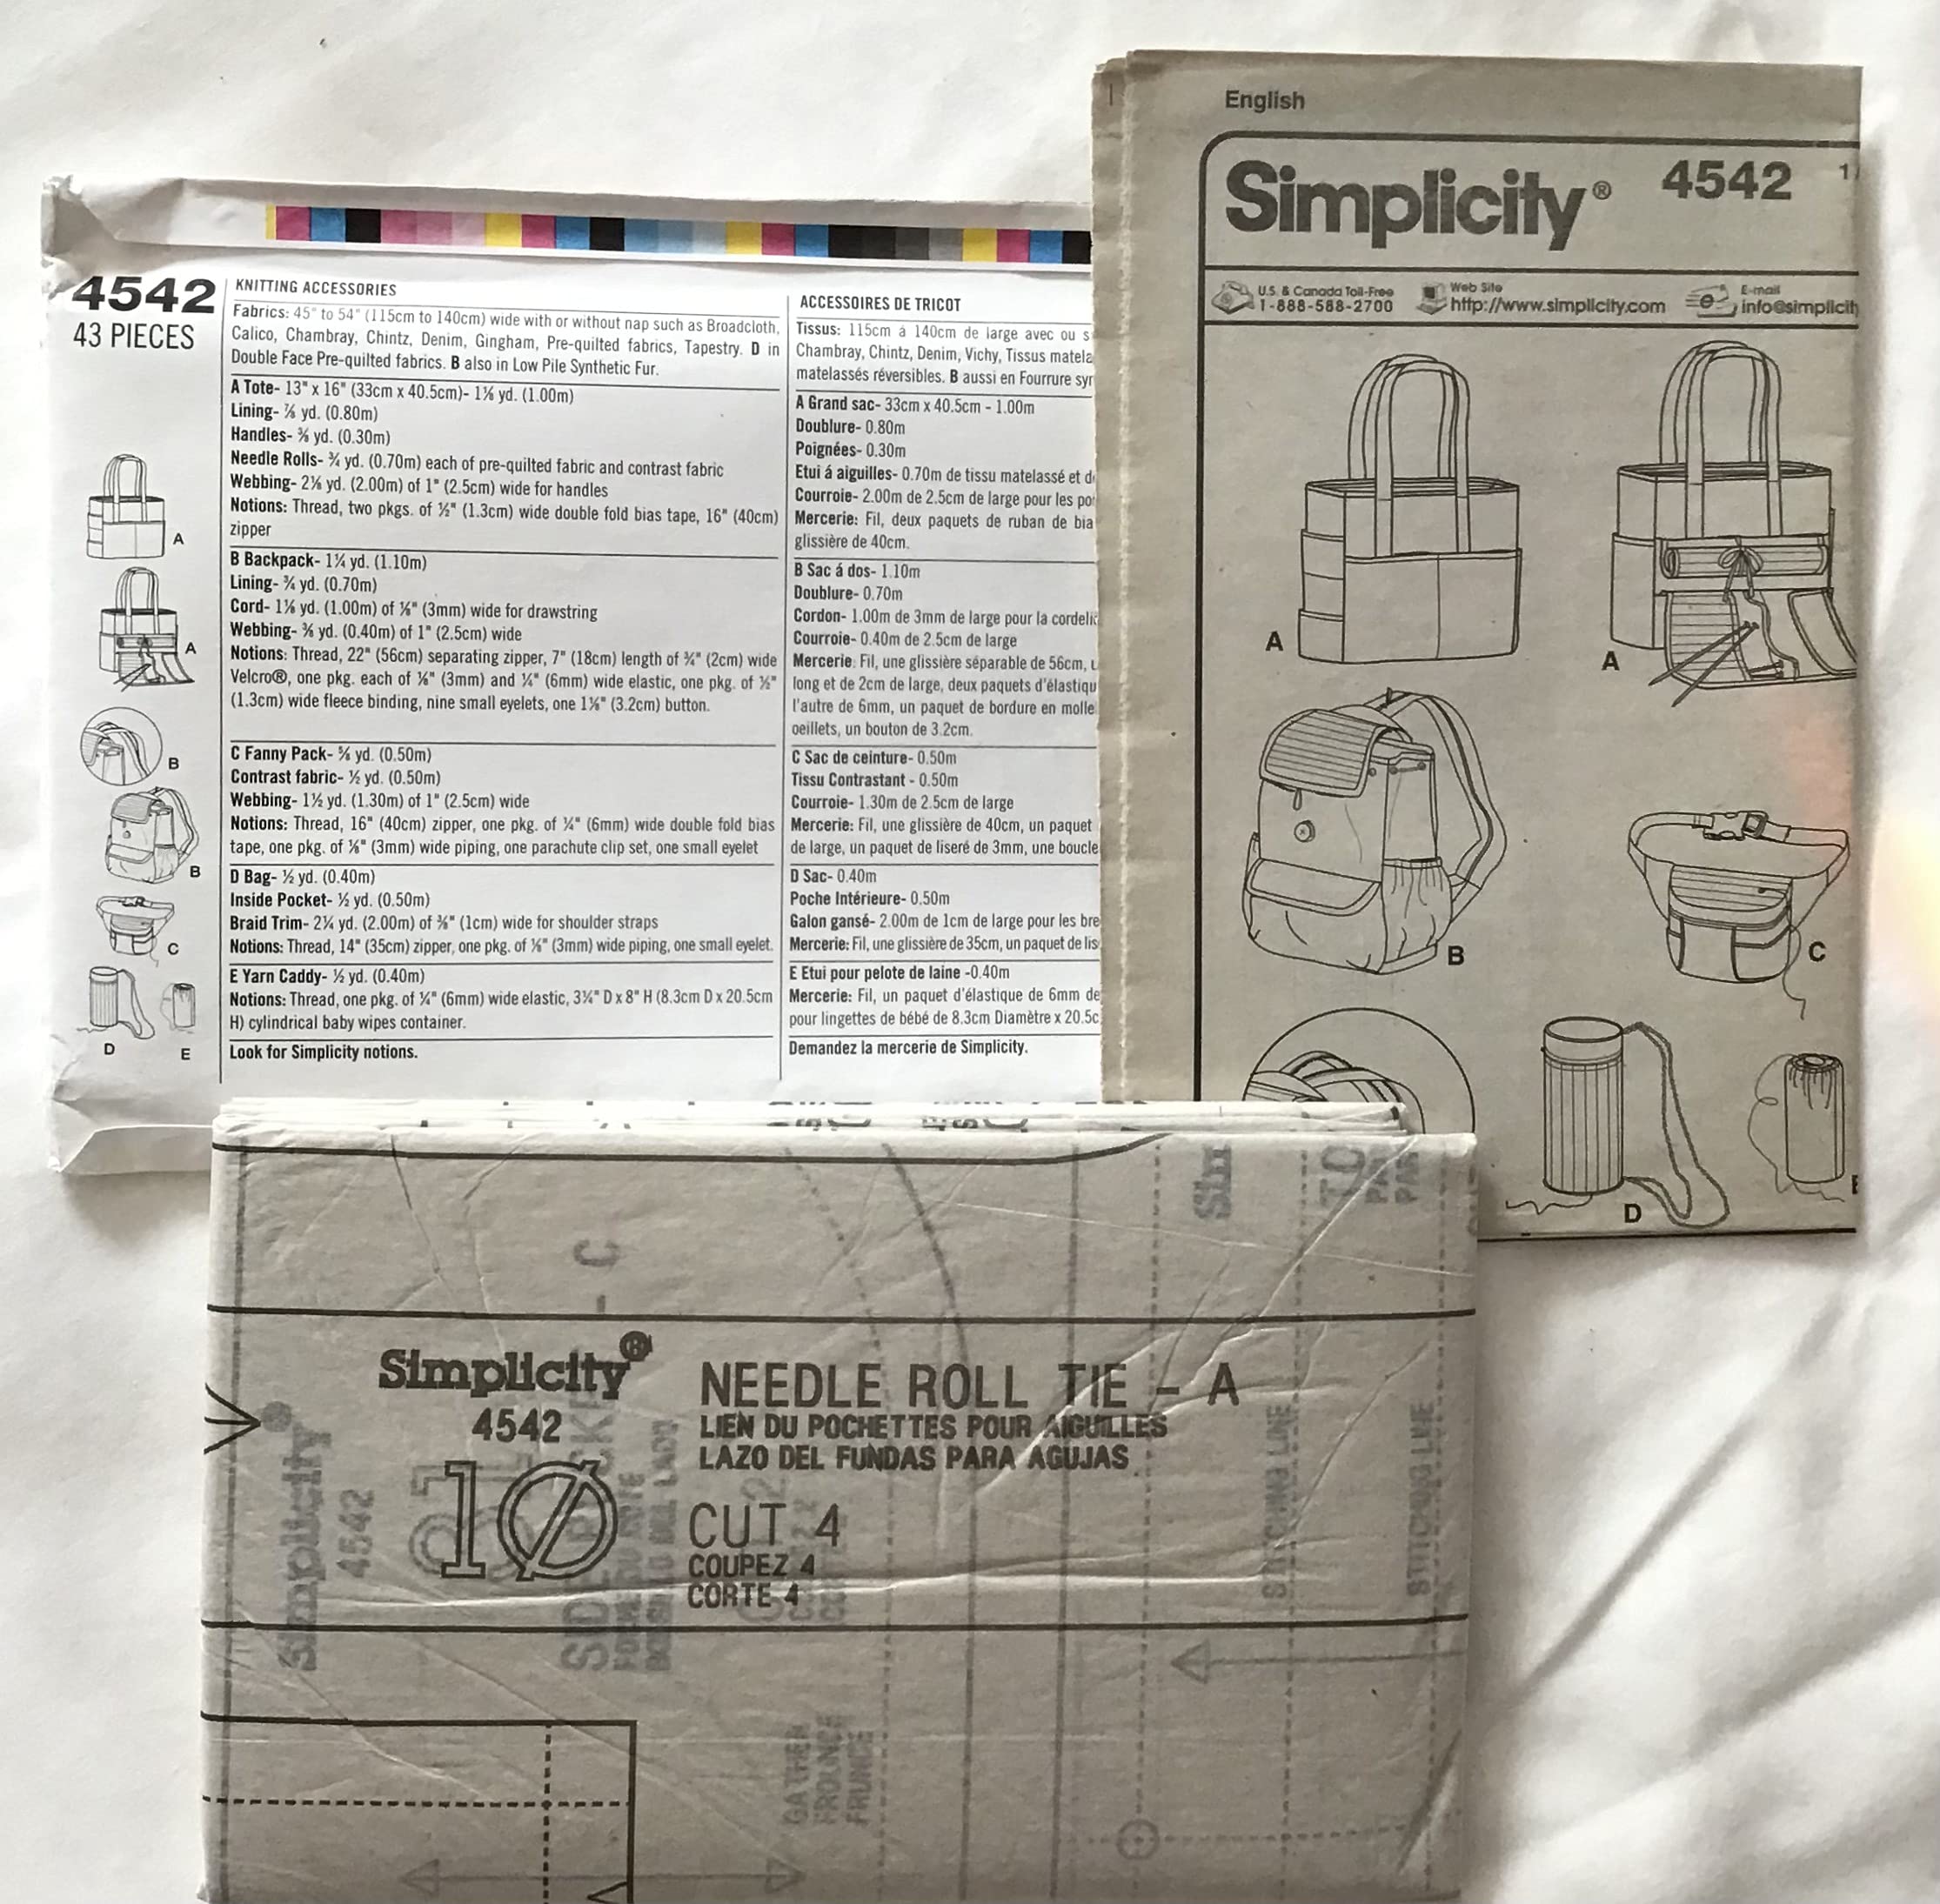 4542
43 PIECES
KNITTING ACCESSORIES
Fabrics: 45" to 54" (115cm to 140cm) wide with or without nap such as Broadcloth,
Calico, Chambray, Chintz, Denim, Gingham, Pre-quilted fabrics, Tapestry. D in
Double Face Pre-quilted fabrics. B also in Low Pile Synthetic Fur.
A Tote- 13" x 16" (33cm x 40.5cm)- 1⅛ yd. (1.00m)
Lining- ⅞ yd. (0.80m)
Handles- ⅜ yd. (0.30m)
Needle Rolls- ¾ yd. (0.70m) each of pre-quilted fabric and contrast fabric
Webbing- 2⅛ yd. (2.00m) of 1" (2.5cm) wide for handles
Notions: Thread, two pkgs. of ½" (1.3cm) wide double fold bias tape, 16" (40cm)
zipper
B Backpack- 1¼ yd. (1.10m)
Lining- ¾ yd. (0.70m)
Cord- 1⅛ yd. (1.00m) of ⅛" (3mm) wide for drawstring
Webbing- ⅜ yd. (0.40m) of 1" (2.5cm) wide
Notions: Thread, 22" (56cm) separating zipper, 7" (18cm) length of ¾" (2cm) wide
Velcro®, one pkg. each of ⅛" (3mm) and ¼" (6mm) wide elastic, one pkg. of ½"
(1.3cm) wide fleece binding, nine small eyelets, one 1¼" (3.2cm) button.
C Fanny Pack- ⅝ yd. (0.50m)
Contrast fabric- ½ yd. (0.50m)
Webbing- 1½ yd. (1.30m) of 1" (2.5cm) wide
Notions: Thread, 16" (40cm) zipper, one pkg. of ¼" (6mm) wide double fold bias
tape, one pkg. of ⅛" (3mm) wide piping, one parachute clip set, one small eyelet
D Bag- ½ yd. (0.40m)
Inside Pocket- ½ yd. (0.50m)
Braid Trim- 2¼ yd. (2.00m) of ⅜" (1cm) wide for shoulder straps
Notions: Thread, 14" (35cm) zipper, one pkg. of ⅛" (3mm) wide piping, one small eyelet.
E Yarn Caddy- ½ yd. (0.40m)
Notions: Thread, one pkg. of ¼" (6mm) wide elastic, 3¼" D x 8" H (8.3cm D x 20.5cm
H) cylindrical baby wipes container.
Look for Simplicity notions.
A
A
B
B
C
D E
ACCESSOIRES DE TRICOT
Tissus: 115cm á 140cm de large avec ou s
Chambray, Chintz, Denim, Vichy, Tissus matela
matelassés réversibles. B aussi en Fourrure syn
A Grand sac- 33cm x 40.5cm - 1.00m
Doublure- 0.80m
Poignées- 0.30m
Etui á aiguilles- 0.70m de tissu matelassé et d
Courroie- 2.00m de 2.5cm de large pour les po
Mercerie: Fil, deux paquets de ruban de bia
glissière de 40cm.
B Sac á dos- 1.10m
Doublure- 0.70m
Cordon- 1.00m de 3mm de large pour la cordeli
Courroie- 0.40m de 2.5cm de large
Mercerie: Fil, une glissière séparable de 56cm, u
long et de 2cm de large, deux paquets d'élastiqu
l'autre de 6mm, un paquet de bordure en molle
oeillets, un bouton de 3.2cm.
C Sac de ceinture- 0.50m
Tissu Contrastant - 0.50m
Courroie- 1.30m de 2.5cm de large
Mercerie: Fil, une glissière de 40cm, un paquet
de large, un paquet de liseré de 3mm, une boucle
D Sac- 0.40m
Poche Intérieure- 0.50m
Galon gansé- 2.00m de 1cm de large pour les bre
Mercerie: Fil, une glissière de 35cm, un paquet de lis
E Etui pour pelote de laine -0.40m
Mercerie: Fil, un paquet d'élastique de 6mm de
pour lingettes de bébé de 8.3cm Diamètre x 20.5c
Demandez la mercerie de Simplicity.
English
Simplicity® 4542
U.S. & Canada Toll-Free
1-888-588-2700
Web Site
http://www.simplicity.com
E-mail
info@simplicit
A
A
B
C
D
Simplicity®
4542
10
NEEDLE ROLL TIE - A
LIEN DU POCHETTES POUR AIGUILLES
LAZO DEL FUNDAS PARA AGUJAS
CUT 4
COUPEZ 4
CORTE 4
- C
Simplicity
4542
STITCHING LINE
STITCHING LINE
GATHER
FRONCE
FRUNCE